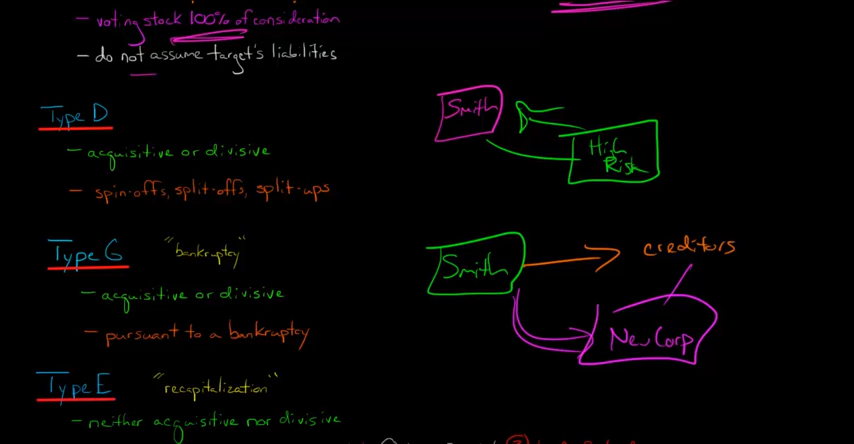 - voting stock 100% of consideration
- do not assume target's liabilities
Type D
- acquisitive or divisive
- spin-offs, split-offs, split-ups
Type G "bankruptcy"
- acquisitive or divisive
- pursuant to a bankruptcy
Type E "recapitalization"
- neither acquisitive nor divisive
Smith
High
Risk
Smith
creditors
NewCorp